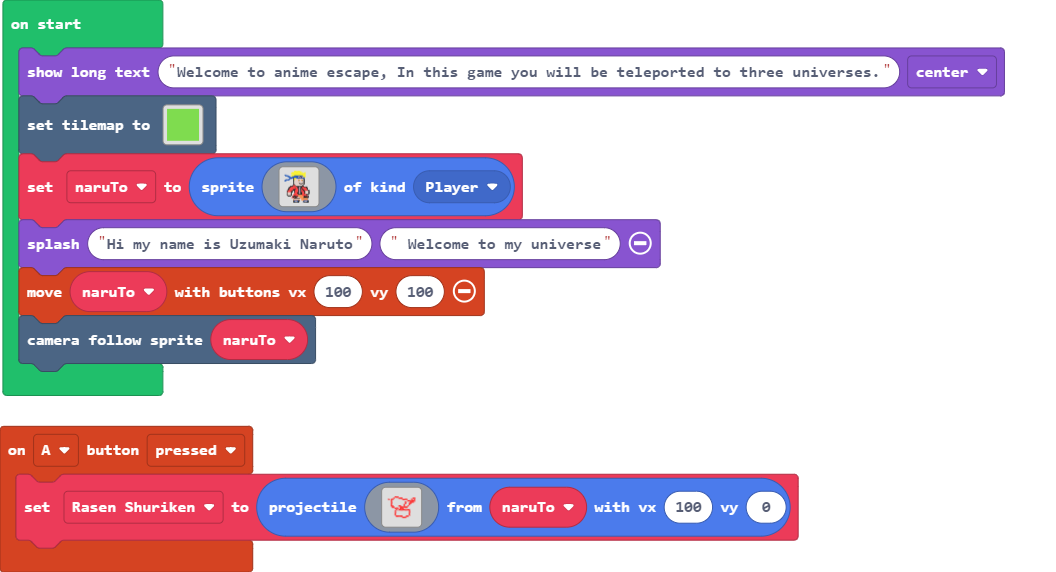 on start
show long text "Welcome to anime escape, In this game you will be teleported to three universes." center
set tilemap to
set naruTo to sprite of kind Player
splash "Hi my name is Uzumaki Naruto" " Welcome to my universe"
move naruTo with buttons vx 100 vy 100
camera follow sprite naruTo
on A button pressed
set Rasen Shuriken to projectile from naruTo with vx 100 vy 0